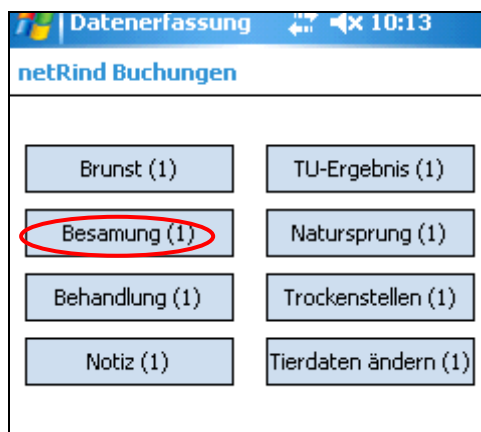 Datenerfassung 10:13
netRind Buchungen
Brunst (1) TU-Ergebnis (1)
Besamung (1) Natursprung (1)
Behandlung (1) Trockenstellen (1)
Notiz (1) Tierdaten ändern (1)